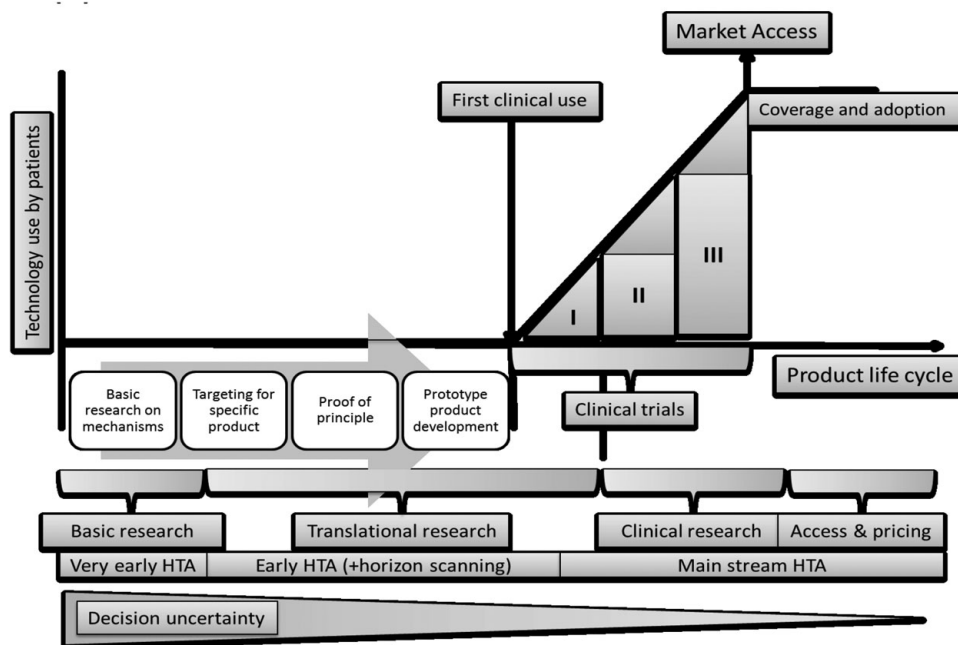 Market Access
First clinical use
Coverage and adoption
Technology use by patients
I
II
III
Product life cycle
Basic
research on
mechanisms
Targeting for
specific
product
Proof of
principle
Prototype
product
development
Clinical trials
Basic research
Translational research
Clinical research
Access & pricing
Very early HTA
Early HTA (+horizon scanning)
Main stream HTA
Decision uncertainty